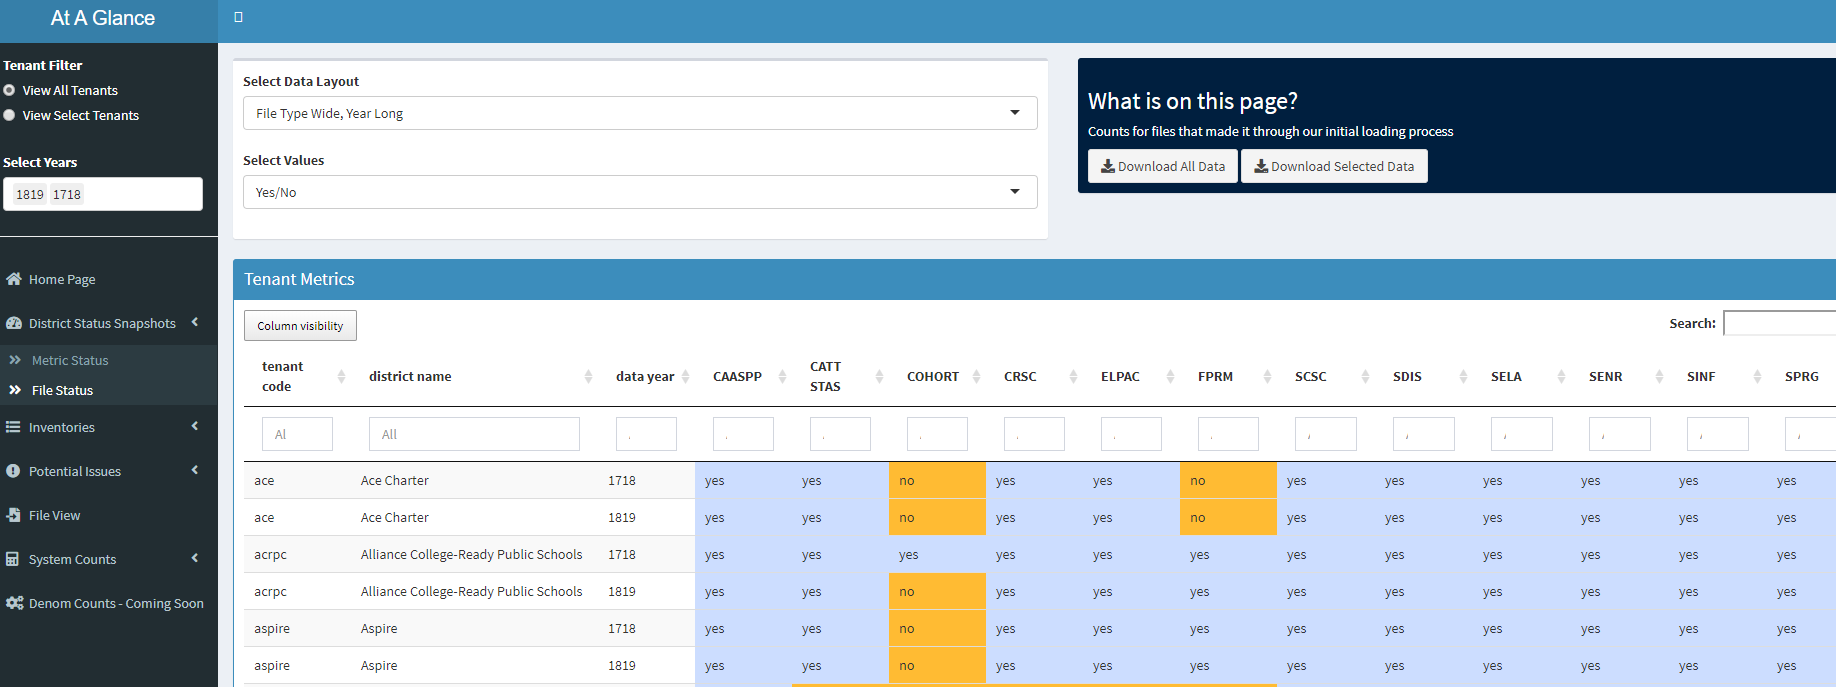 At A Glance
Tenant Filter
View All Tenants
View Select Tenants
Select Years
1819 1718
Home Page
District Status Snapshots
Metric Status
File Status
Inventories
Potential Issues
File View
System Counts
Denom Counts - Coming Soon
Select Data Layout
File Type Wide, Year Long
Select Values
Yes/No
What is on this page?
Counts for files that made it through our initial loading process
Download All Data Download Selected Data
Tenant Metrics
Column visibility
Search:
tenant code district name data year CAASPP CATT STAS COHORT CRSC ELPAC FPRM SCSC SDIS SELA SENR SINF SPRG
Al All
ace Ace Charter 1718 yes yes no yes yes no yes yes yes yes yes yes
ace Ace Charter 1819 yes yes no yes yes no yes yes yes yes yes yes
acrpc Alliance College-Ready Public Schools 1718 yes yes yes yes yes yes yes yes yes yes yes yes
acrpc Alliance College-Ready Public Schools 1819 yes yes no yes yes yes yes yes yes yes yes yes
aspire Aspire 1718 yes yes no yes yes yes yes yes yes yes yes yes
aspire Aspire 1819 yes yes no yes yes yes yes yes yes yes yes yes